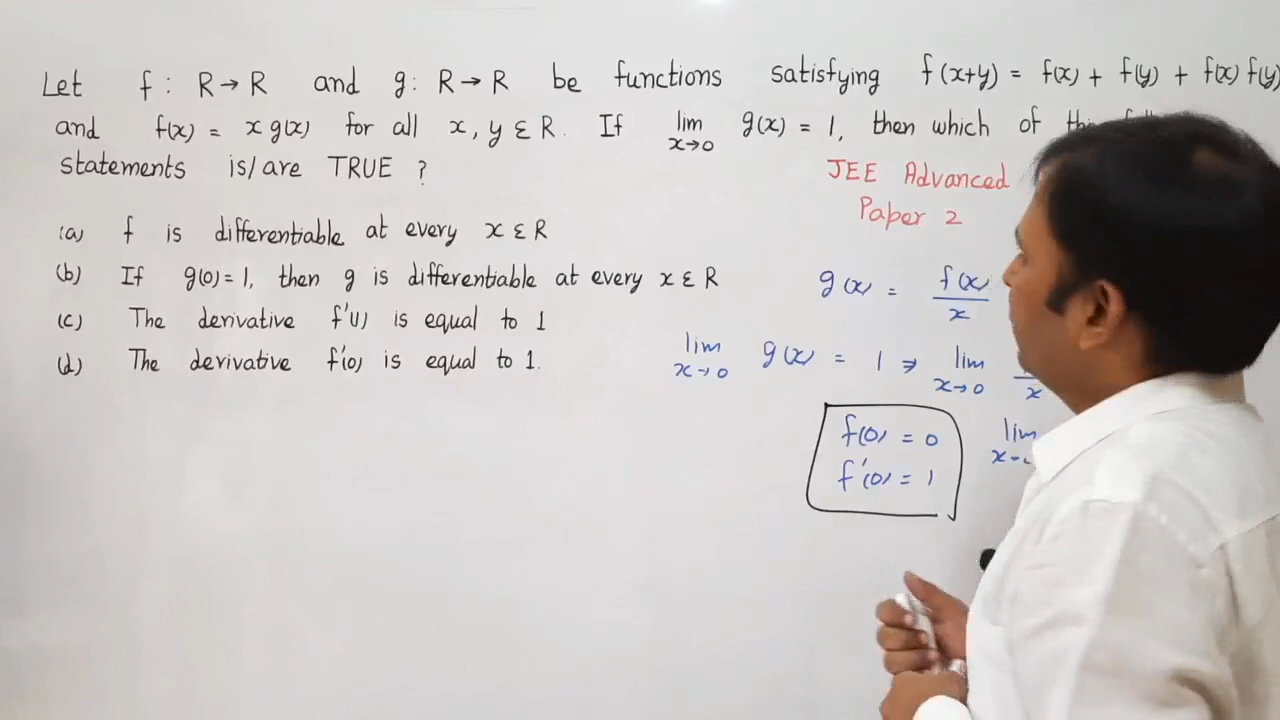 Let f : R → R and g : R → R be functions satisfying f(x+y) = f(x) + f(y) + f(x) f(y)
and f(x) = x g(x) for all x, y ε R. If lim x→0 g(x) = 1, then which of
statements is/are TRUE ?
JEE Advanced
Paper 2
(a) f is differentiable at every x ε R
(b) If g(0) = 1, then g is differentiable at every x ε R
(c) The derivative f'(1) is equal to 1
(d) The derivative f'(0) is equal to 1.
g(x) = f(x) / x
lim x→0 g(x) = 1 ⇒ lim x→0 x
f(0) = 0 lim
f'(0) = 1